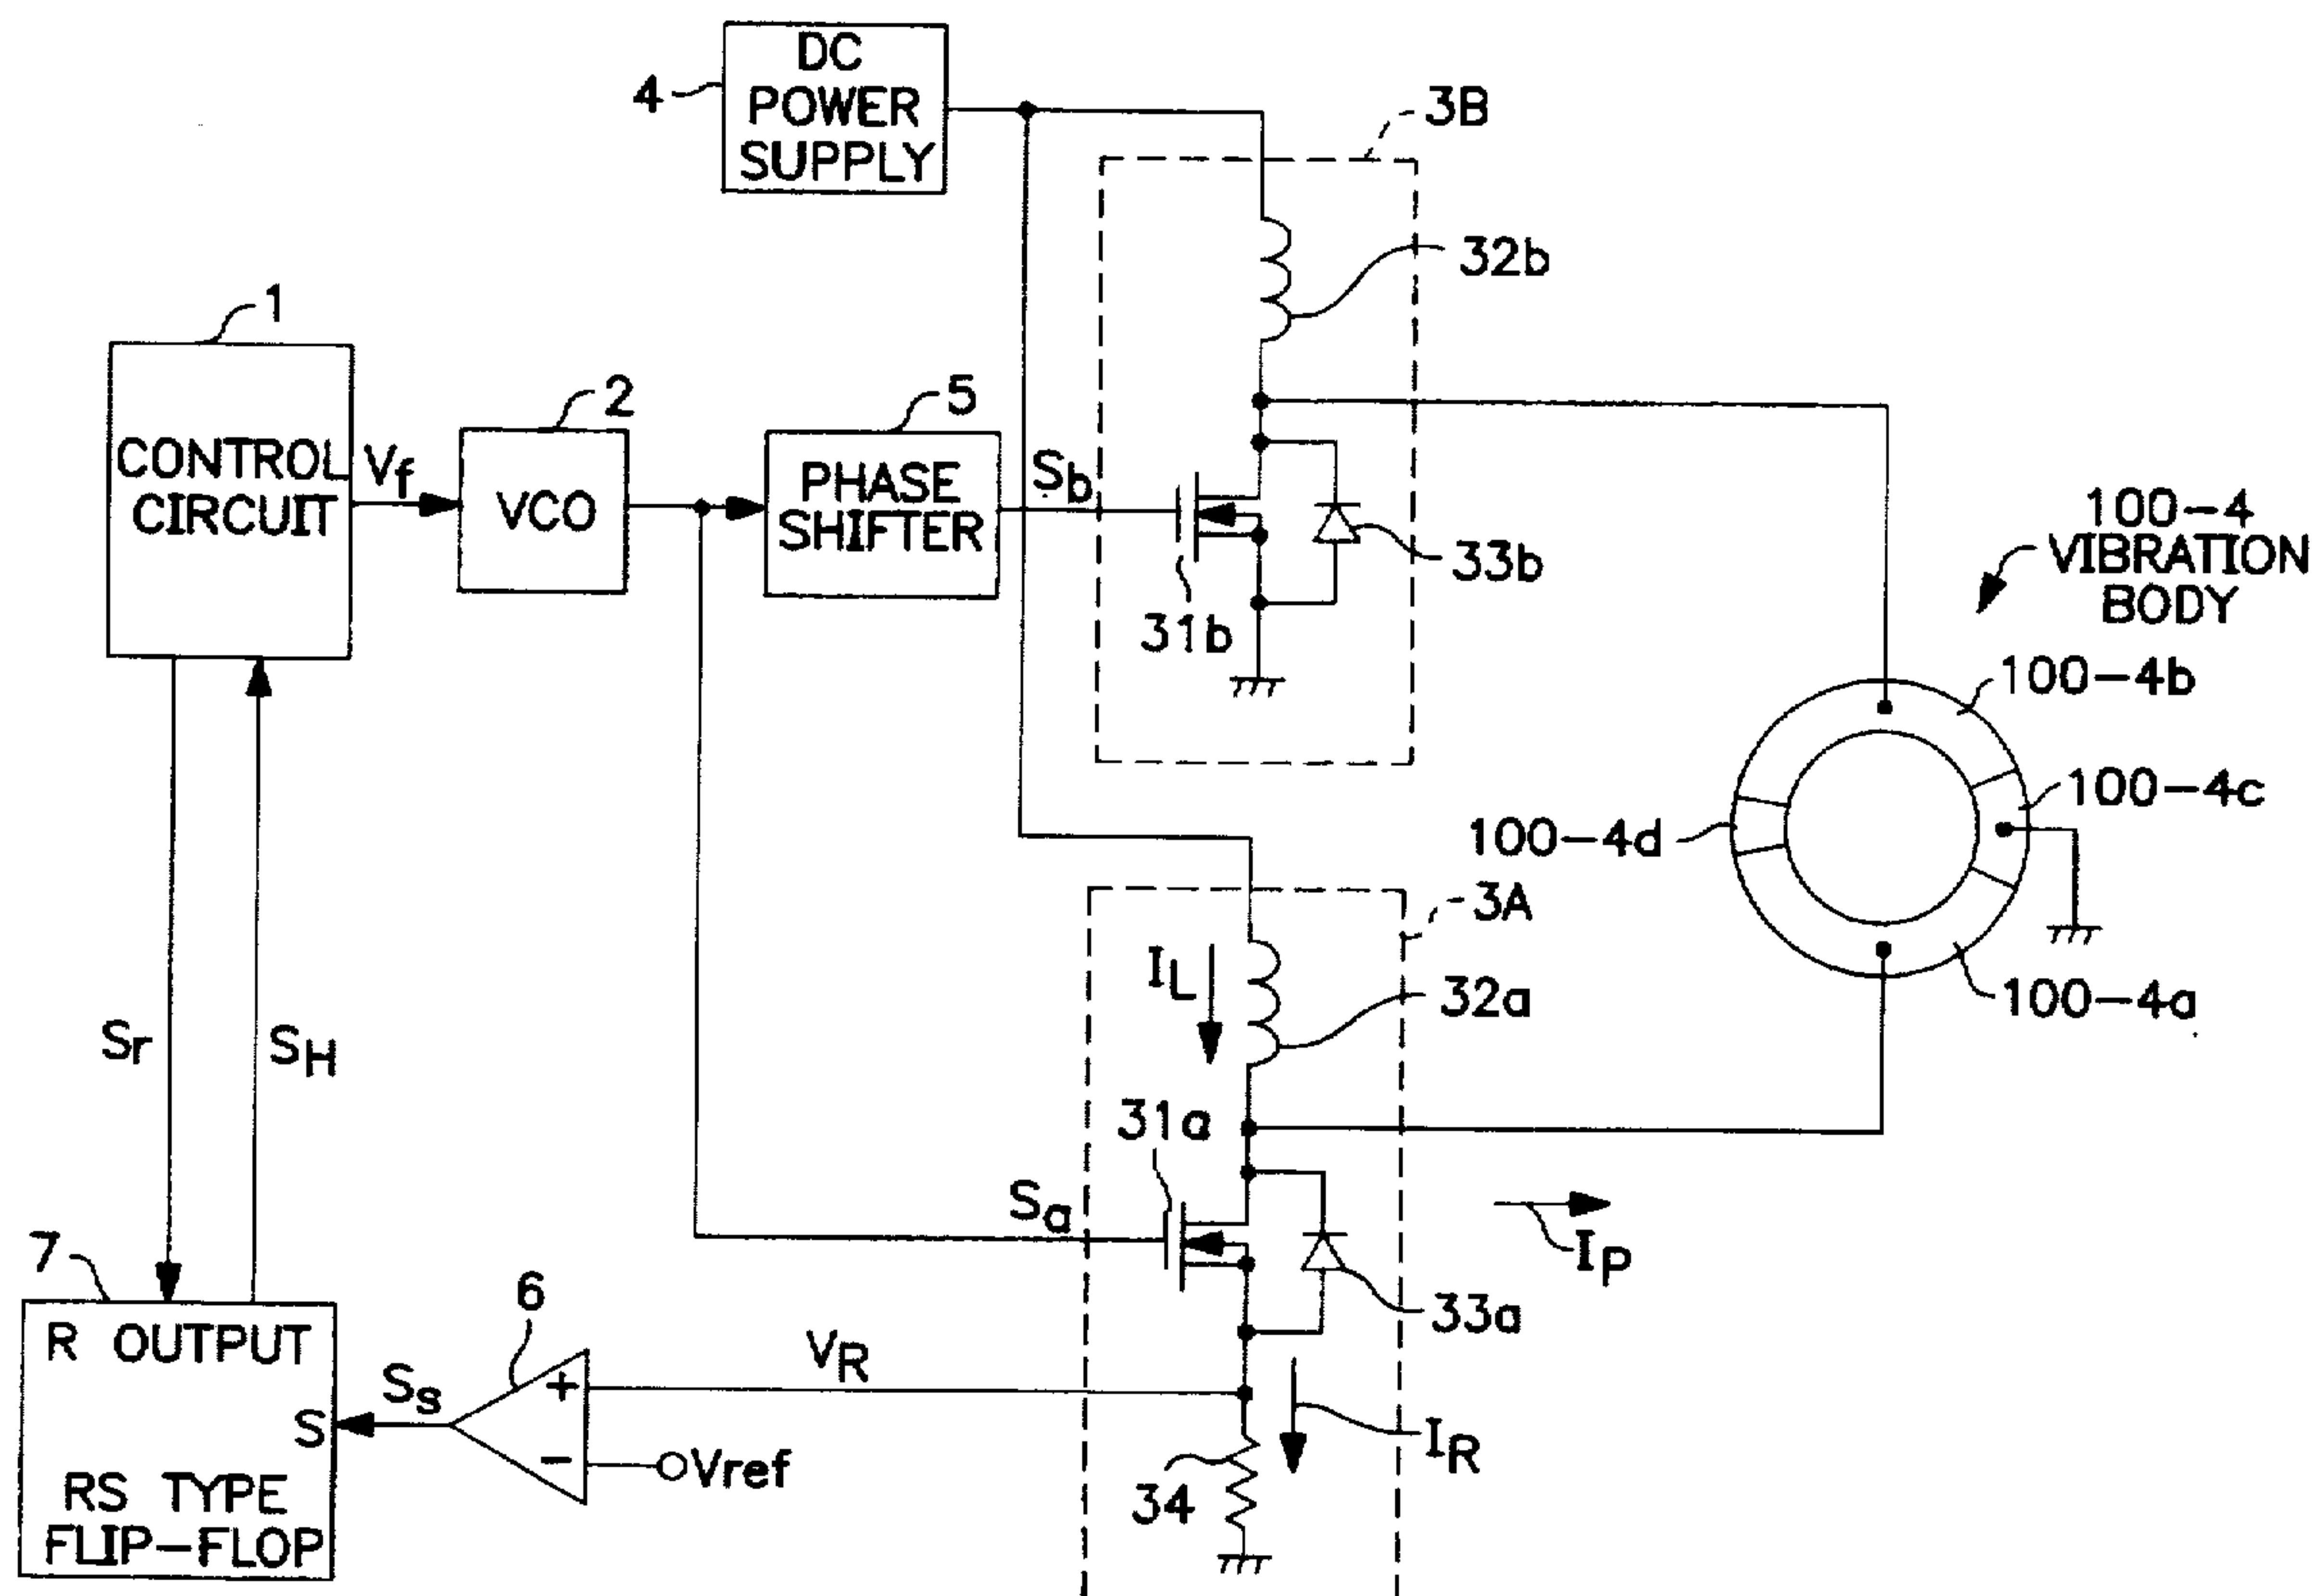 DC
POWER
SUPPLY
4
3B
32b
1
CONTROL
CIRCUIT
Vf
2
VCO
5
PHASE
SHIFTER
Sb
31b
33b
100-4
VIBRATION
BODY
100-4b
100-4c
100-4d
100-4a
3A
IL
32a
31a
Sa
33a
IP
Sr
SH
7
R OUTPUT
S
RS TYPE
FLIP-FLOP
Ss
6
+
−
VR
Vref
34
IR